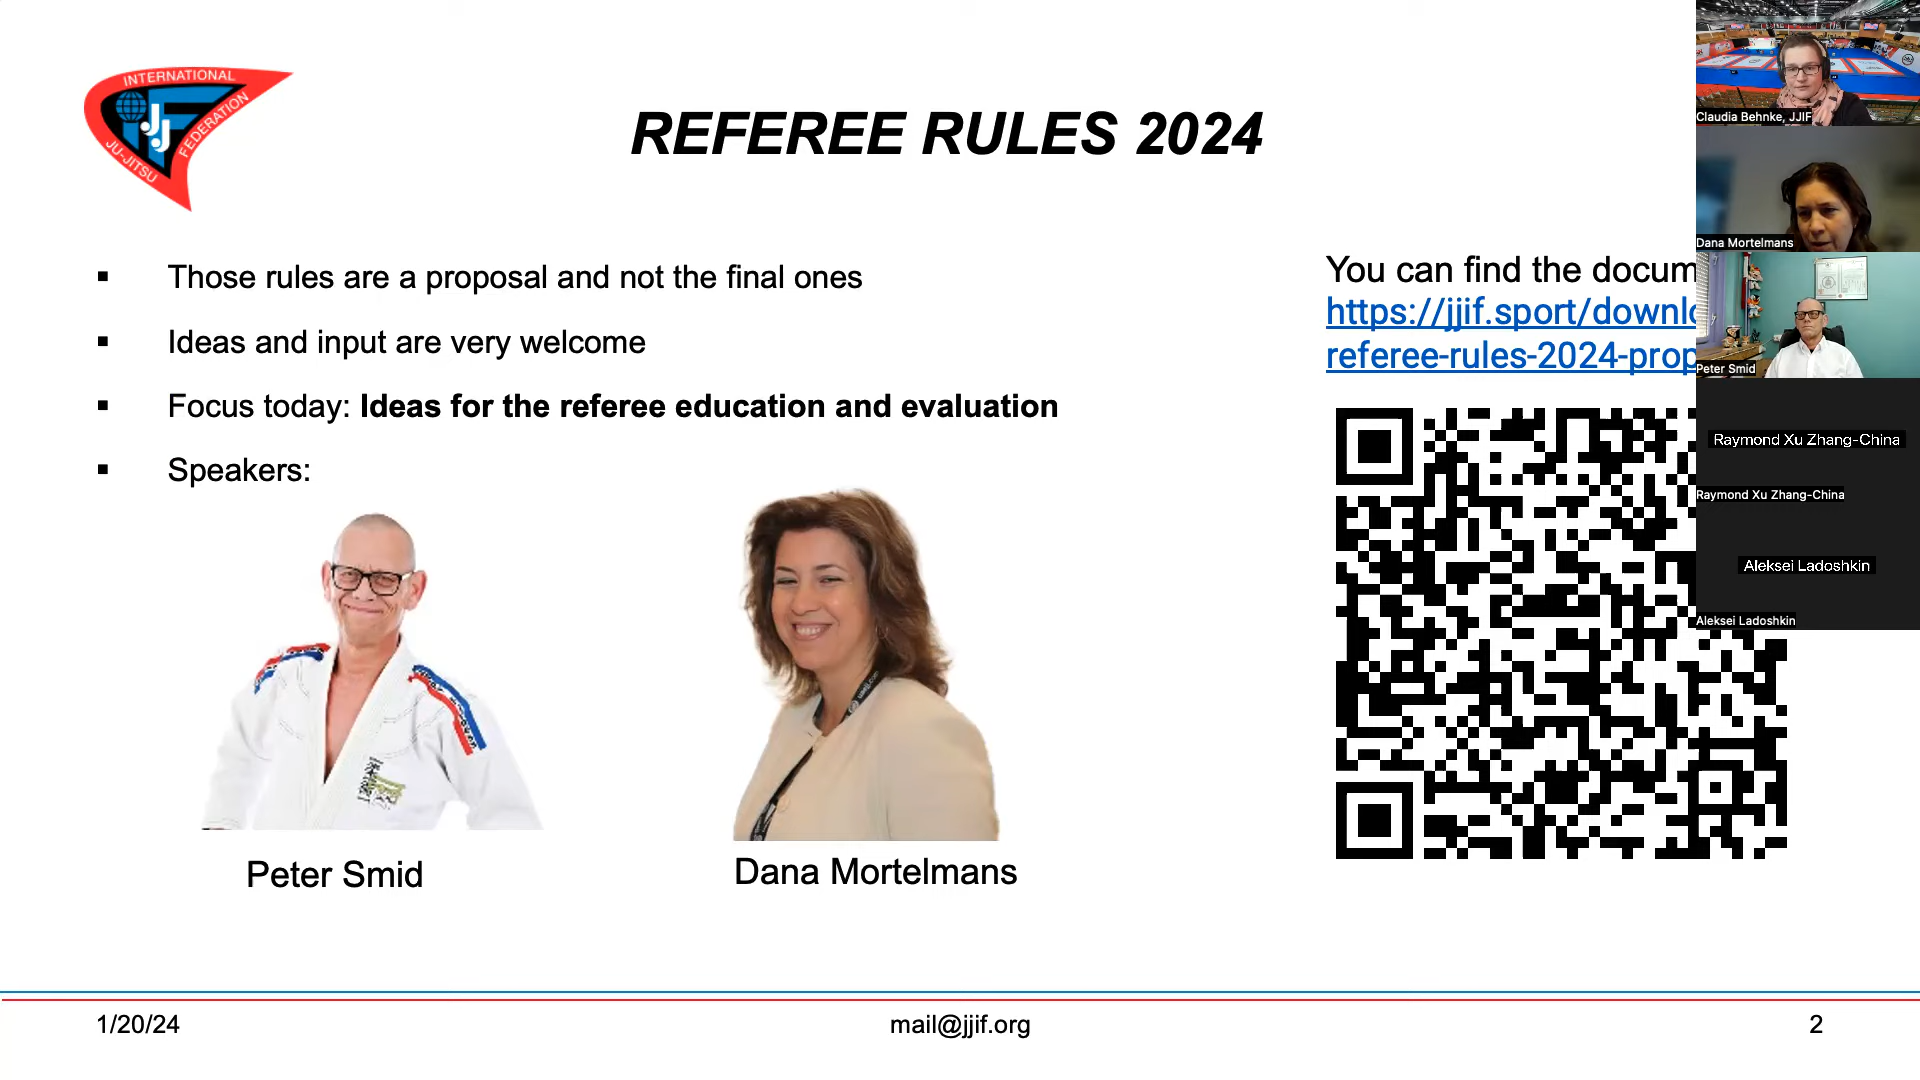 INTERNATIONAL
FEDERATION
JU-JITSU
JJIF
REFEREE RULES 2024
Those rules are a proposal and not the final ones
Ideas and input are very welcome
Focus today: Ideas for the referee education and evaluation
Speakers:
Peter Smid
Dana Mortelmans
You can find the docum
https://jjif.sport/downlo
referee-rules-2024-prop
Claudia Behnke, JJIF
Dana Mortelmans
Peter Smid
Raymond Xu Zhang-China
Raymond Xu Zhang-China
Aleksei Ladoshkin
Aleksei Ladoshkin
1/20/24
mail@jjif.org
2